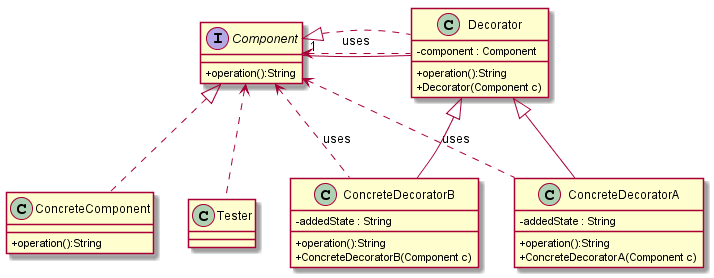 I Component
+operation():String
C Decorator
-component : Component
+operation():String
+Decorator(Component c)
uses
1
uses
uses
C ConcreteComponent
+operation():String
C Tester
C ConcreteDecoratorB
-addedState : String
+operation():String
+ConcreteDecoratorB(Component c)
C ConcreteDecoratorA
-addedState : String
+operation():String
+ConcreteDecoratorA(Component c)